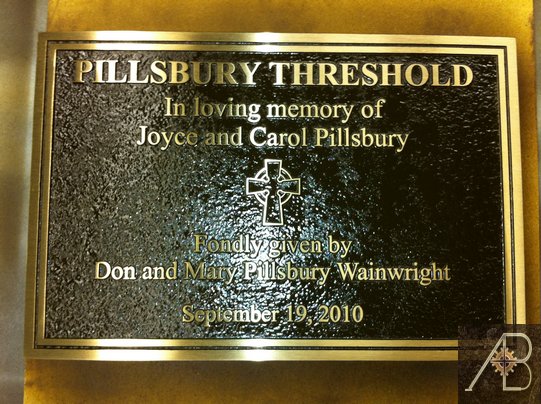 PILLSBURY THRESHOLD
In loving memory of
Joyce and Carol Pillsbury
Fondly given by
Don and Mary Pillsbury Wainwright
September 19, 2010
AB